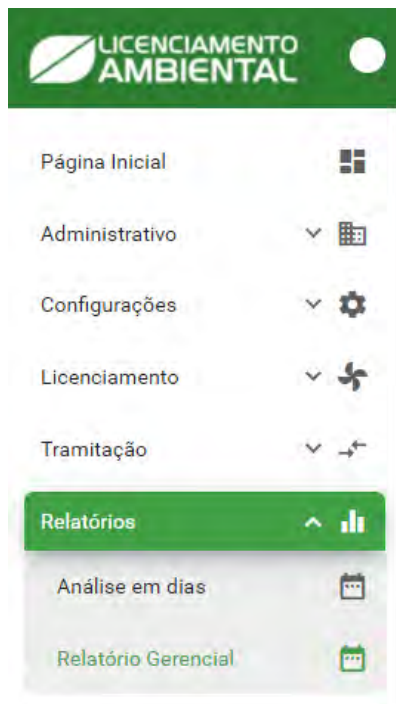 LICENCIAMENTO
AMBIENTAL
Página Inicial
Administrativo
Configurações
Licenciamento
Tramitação
Relatórios
Análise em dias
Relatório Gerencial